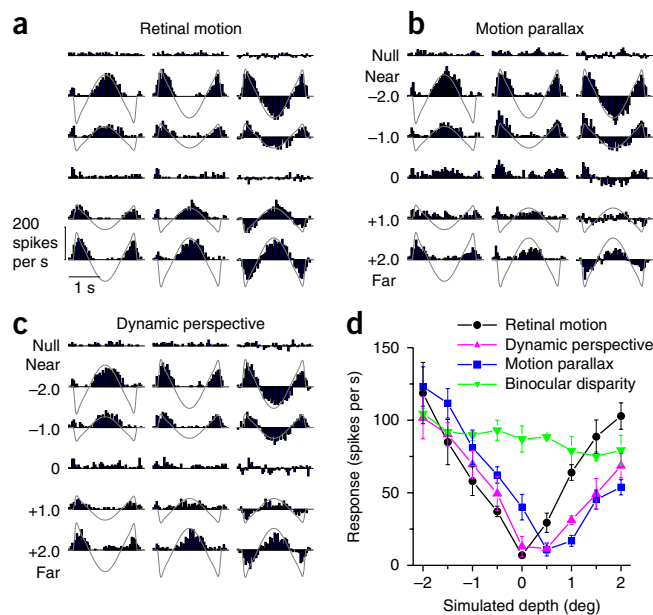 a
Retinal motion
200
spikes
per s
1 s
b
Motion parallax
Null
Near
−2.0
−1.0
0
+1.0
+2.0
Far
c
Dynamic perspective
Null
Near
−2.0
−1.0
0
+1.0
+2.0
Far
d
Retinal motion
Dynamic perspective
Motion parallax
Binocular disparity
Response (spikes per s)
150
100
50
0
−2 −1 0 1 2
Simulated depth (deg)